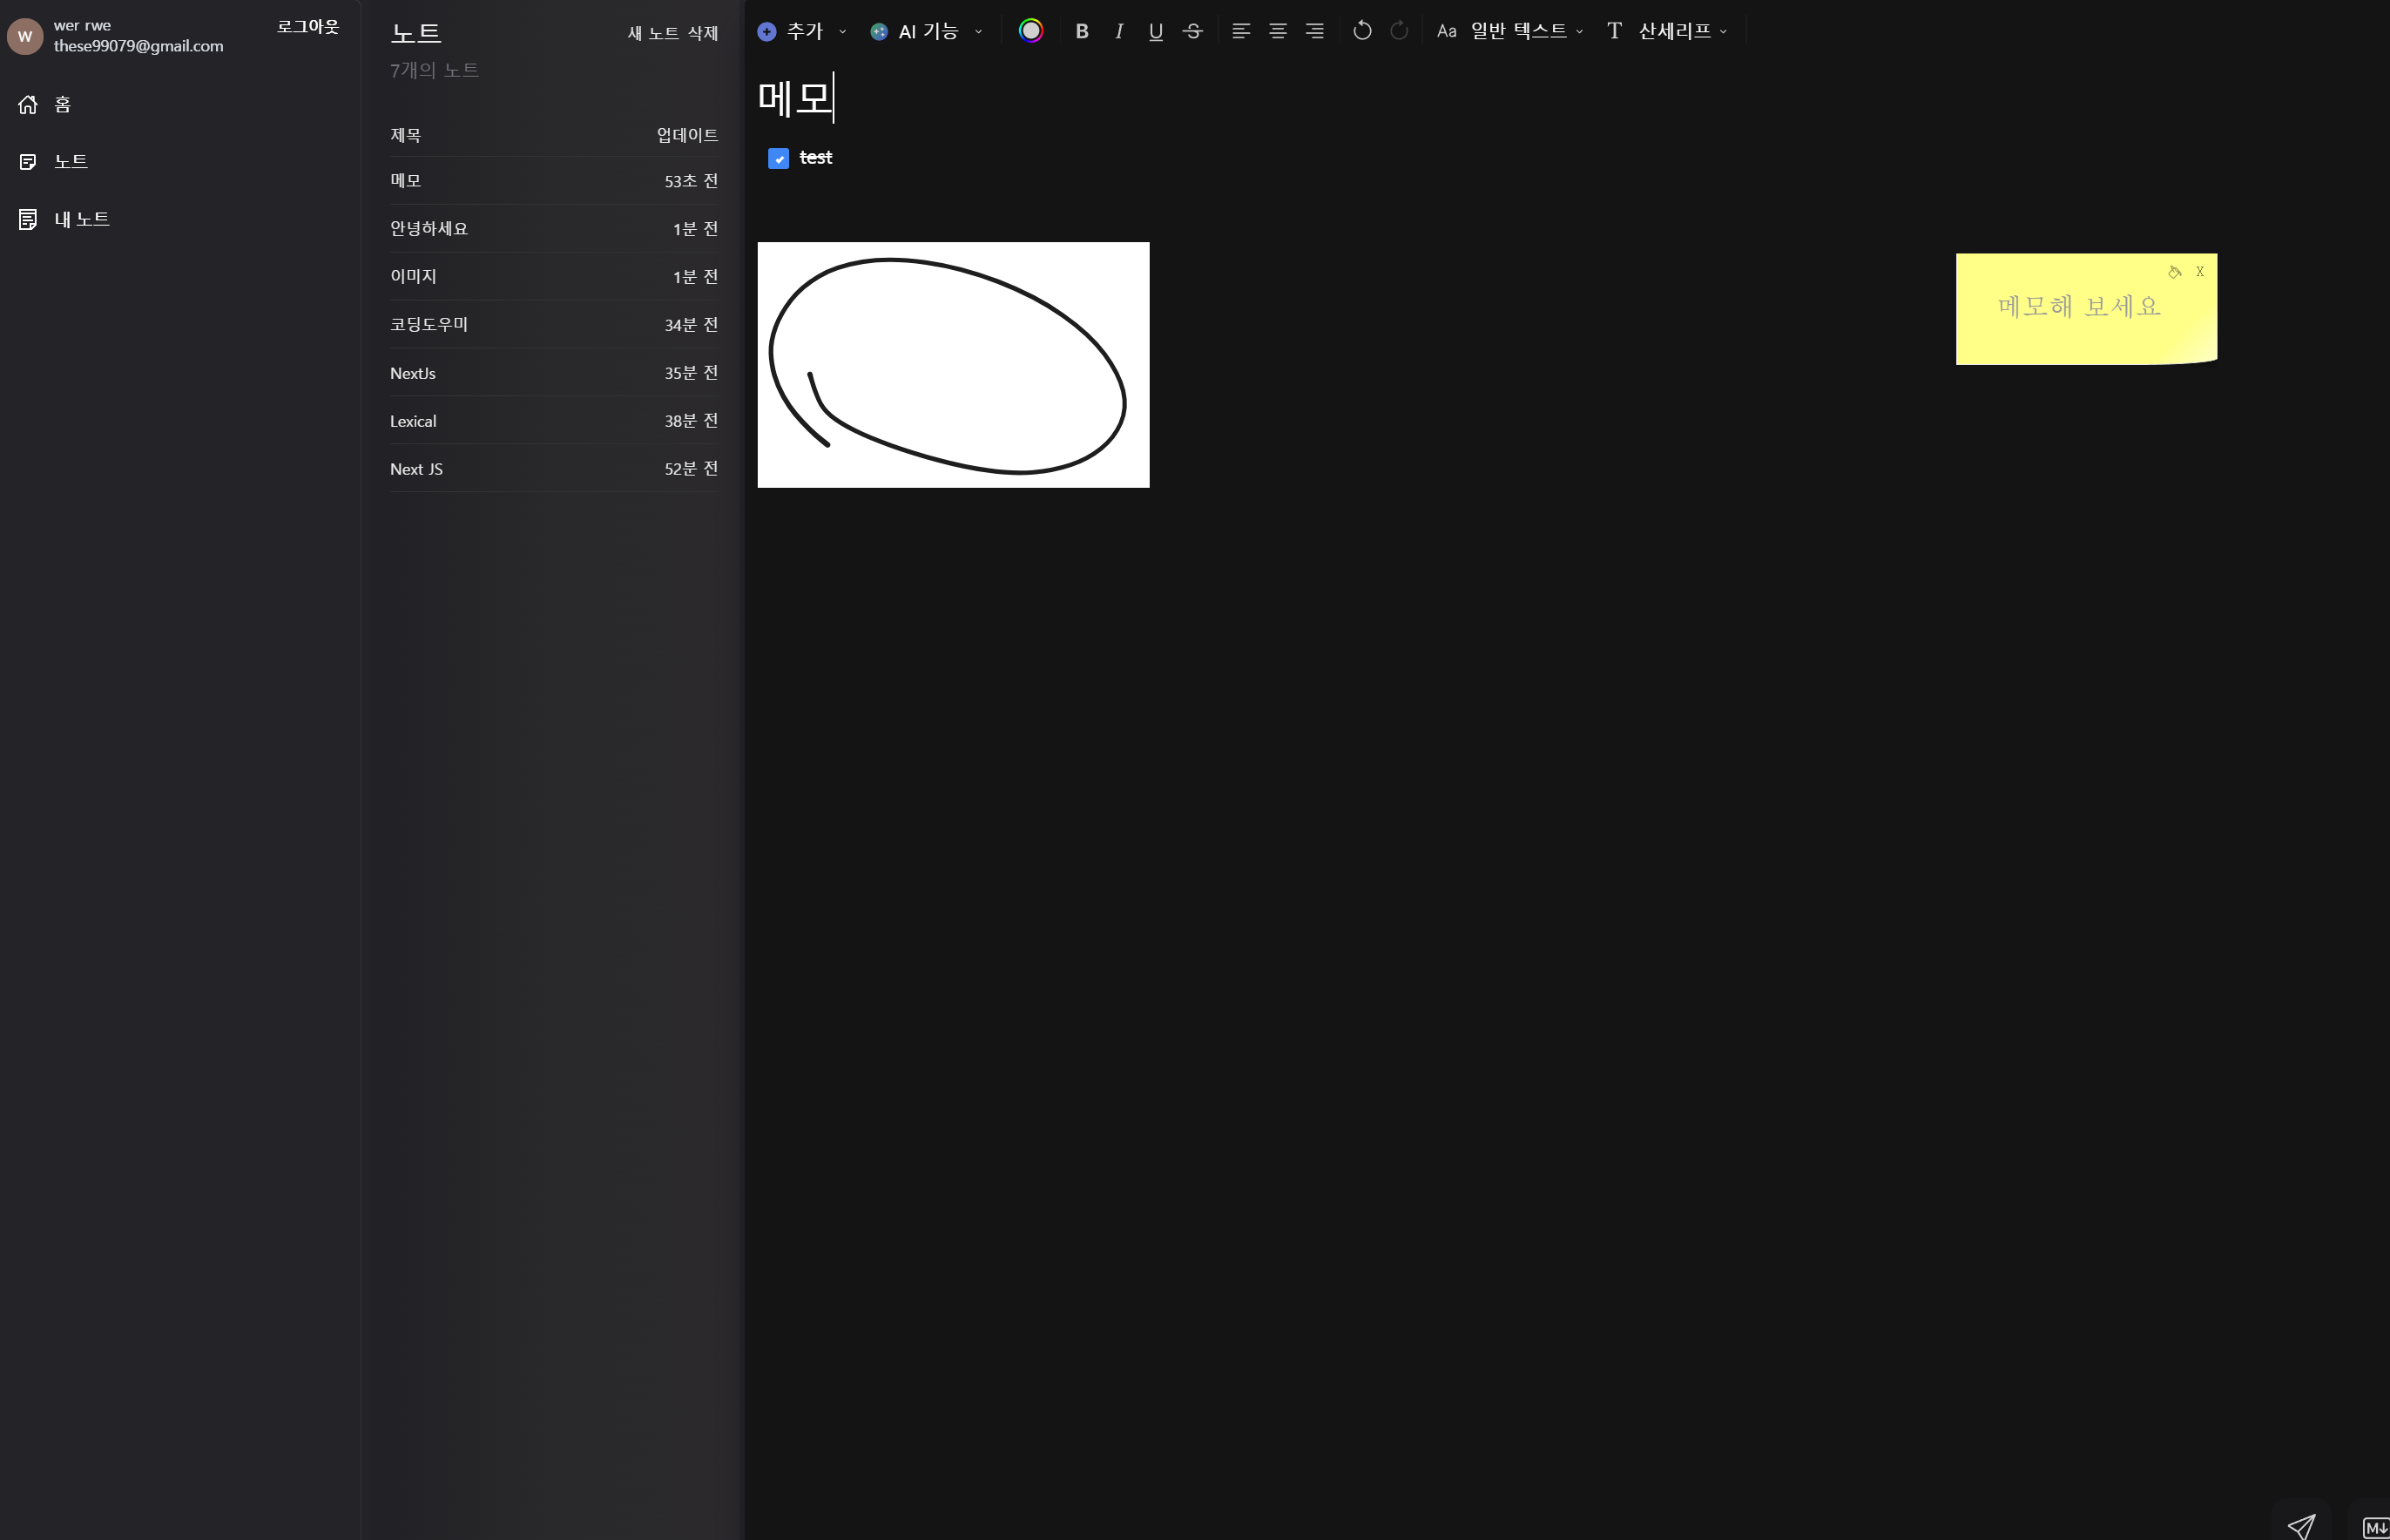 W
wer rwe
these99079@gmail.com
로그아웃
홈
노트
내 노트
노트
새 노트 삭제
7개의 노트
제목 업데이트
메모 53초 전
안녕하세요 1분 전
이미지 1분 전
코딩도우미 34분 전
NextJs 35분 전
Lexical 38분 전
Next JS 52분 전
추가 AI 기능 B I U S Aa 일반 텍스트 T 산세리프
메모
test
X
메모해 보세요
M